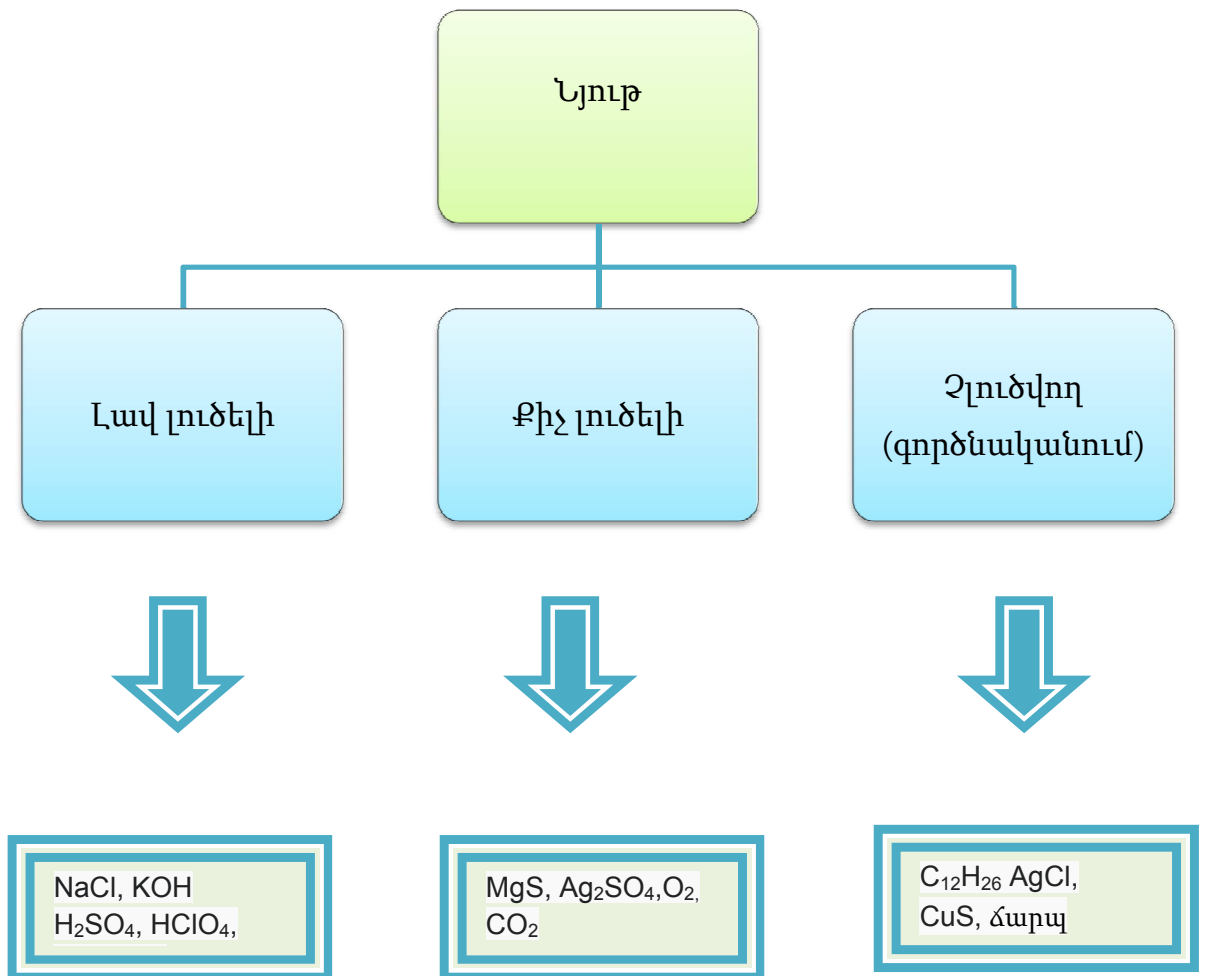 Նյութ
Լավ լուծելի
Քիչ լուծելի
Չլուծվող
(գործնականում)
NaCl, KOH
H₂SO₄, HClO₄,
MgS, Ag₂SO₄,O₂,
CO₂
C₁₂H₂₆ AgCl,
CuS, ճարպ